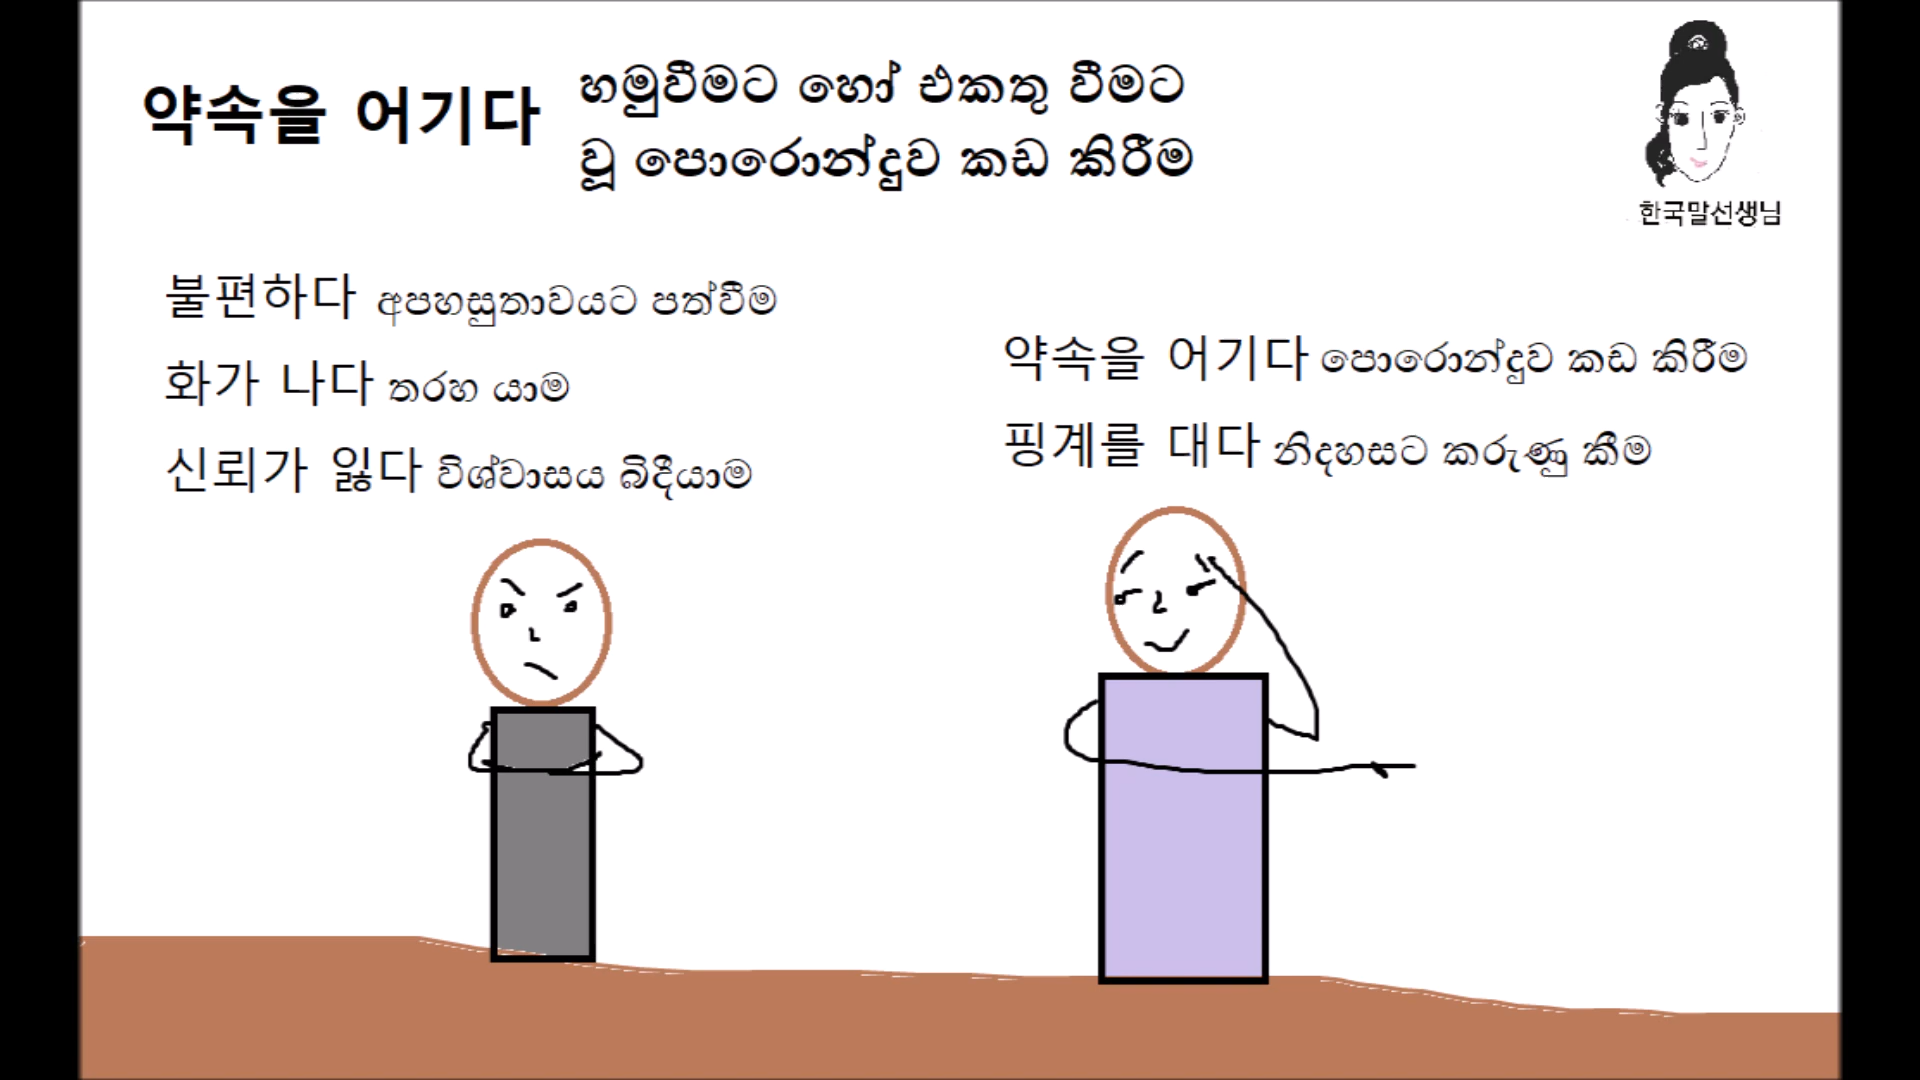 약속을 어기다 හමුවීමට හෝ එකතු වීමට
වූ පොරොන්දුව කඩ කිරීම
한국말선생님
불편하다 අපහසුතාවයට පත්වීම
화가 나다 තරහ යාම
신뢰가 잃다 විශ්වාසය බිදීයාම
약속을 어기다 පොරොන්දුව කඩ කිරීම
핑계를 대다 නිදහසට කරුණු කීම